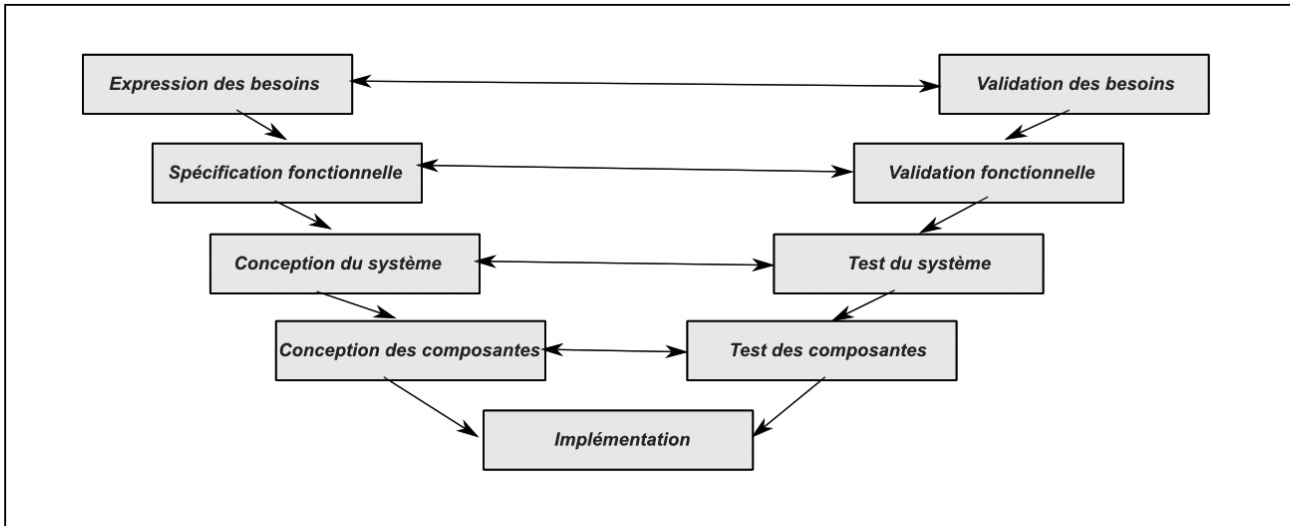 Expression des besoins
Validation des besoins
Spécification fonctionnelle
Validation fonctionnelle
Conception du système
Test du système
Conception des composantes
Test des composantes
Implémentation